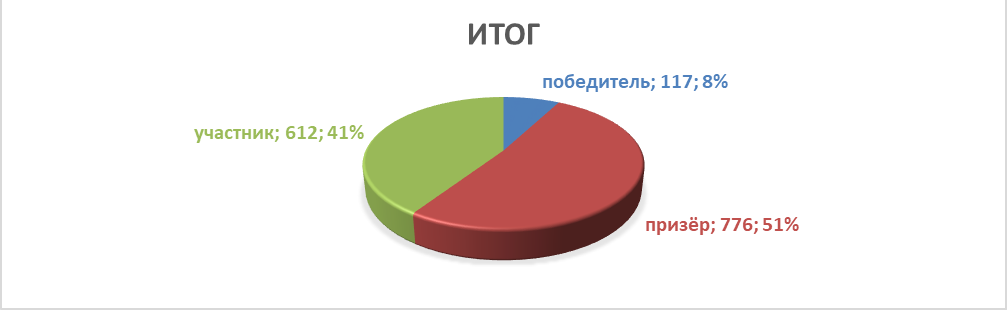 ИТОГ
победитель; 117; 8%
участник; 612; 41%
призёр; 776; 51%